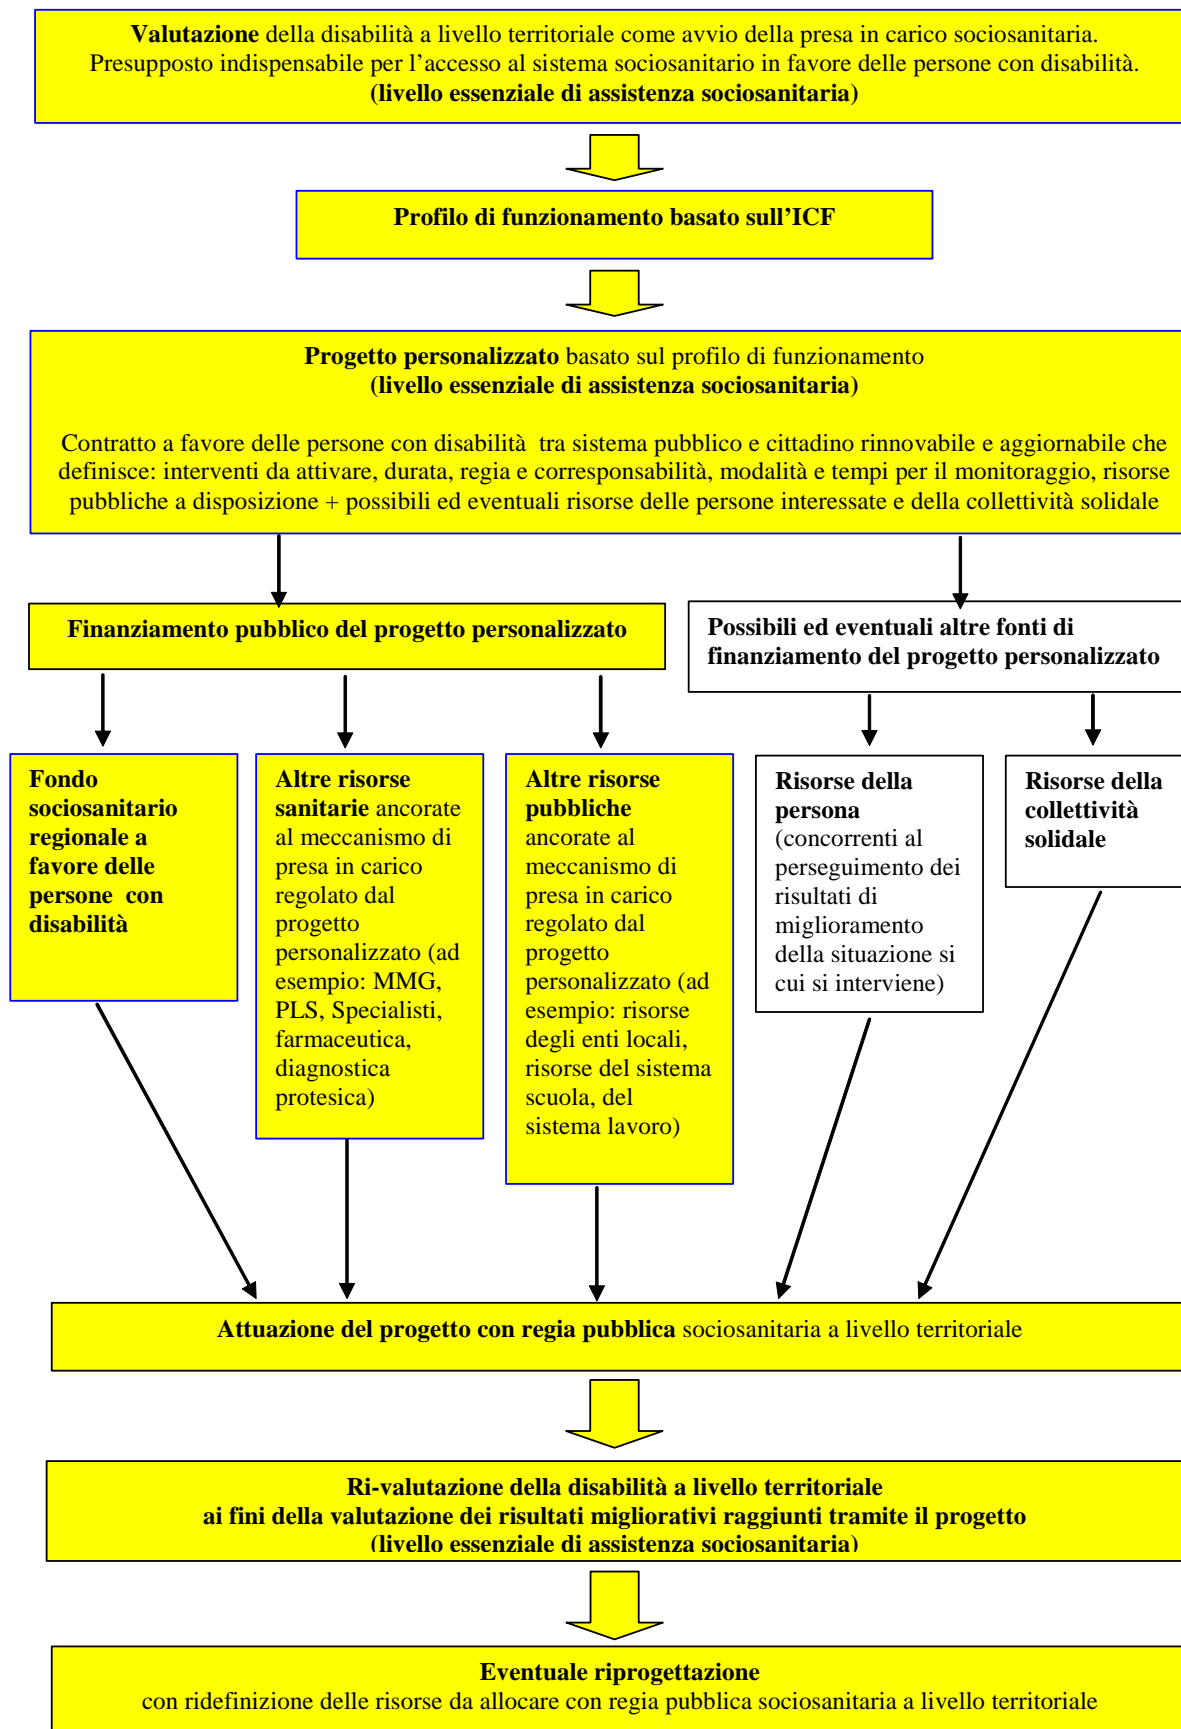 Valutazione della disabilità a livello territoriale come avvio della presa in carico sociosanitaria.
Presupposto indispensabile per l’accesso al sistema sociosanitario in favore delle persone con disabilità.
(livello essenziale di assistenza sociosanitaria)
Profilo di funzionamento basato sull’ICF
Progetto personalizzato basato sul profilo di funzionamento
(livello essenziale di assistenza sociosanitaria)
Contratto a favore delle persone con disabilità tra sistema pubblico e cittadino rinnovabile e aggiornabile che
definisce: interventi da attivare, durata, regia e corresponsabilità, modalità e tempi per il monitoraggio, risorse
pubbliche a disposizione + possibili ed eventuali risorse delle persone interessate e della collettività solidale
Finanziamento pubblico del progetto personalizzato
Possibili ed eventuali altre fonti di
finanziamento del progetto personalizzato
Fondo
sociosanitario
regionale a
favore delle
persone con
disabilità
Altre risorse
sanitarie ancorate
al meccanismo di
presa in carico
regolato dal
progetto
personalizzato (ad
esempio: MMG,
PLS, Specialisti,
farmaceutica,
diagnostica
protesica)
Altre risorse
pubbliche
ancorate al
meccanismo di
presa in carico
regolato dal
progetto
personalizzato (ad
esempio: risorse
degli enti locali,
risorse del sistema
scuola, del
sistema lavoro)
Risorse della
persona
(concorrenti al
perseguimento dei
risultati di
miglioramento
della situazione si
cui si interviene)
Risorse della
collettività
solidale
Attuazione del progetto con regia pubblica sociosanitaria a livello territoriale
Ri-valutazione della disabilità a livello territoriale
ai fini della valutazione dei risultati migliorativi raggiunti tramite il progetto
(livello essenziale di assistenza sociosanitaria)
Eventuale riprogettazione
con ridefinizione delle risorse da allocare con regia pubblica sociosanitaria a livello territoriale